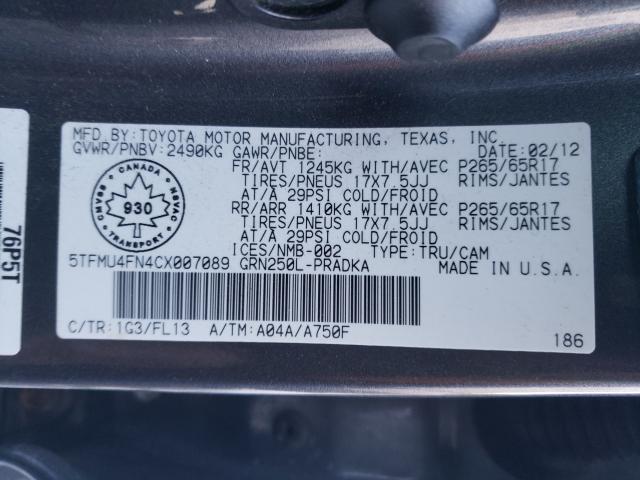 MFD.BY:TOYOTA MOTOR MANUFACTURING, TEXAS, INC.
GVWR/PNBV:2490KG GAWR/PNBE: DATE:02/12
FR/AVT 1245KG WITH/AVEC P265/65R17
TIRES/PNEUS 17X7.5JJ RIMS/JANTES
AT/A 29PSI COLD/FROID
RR/ARR 1410KG WITH/AVEC P265/65R17
TIRES/PNEUS 17X7.5JJ RIMS/JANTES
AT/A 29PSI COLD/FROID
ICES/NMB-002 TYPE:TRU/CAM
CANADA
930
TRANSPORT
5TFMU4FN4CX007089 GRN250L-PRADKA MADE IN U.S.A.
C/TR:1G3/FL13 A/TM:A04A/A750F
186
76P5T